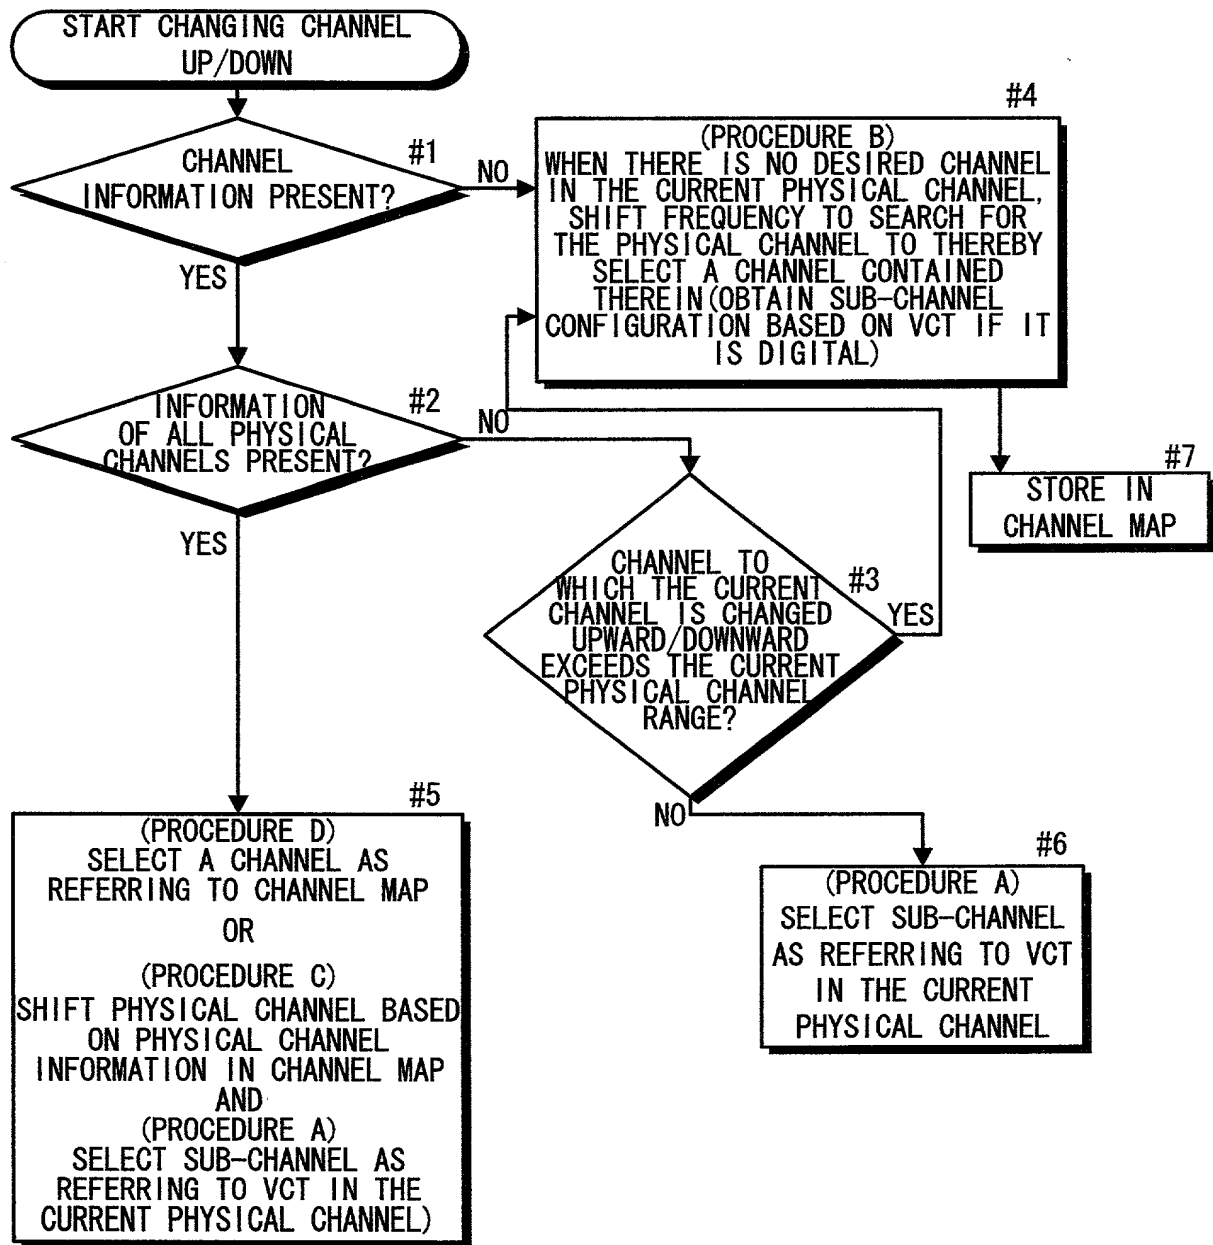 START CHANGING CHANNEL
UP/DOWN
#1
CHANNEL
INFORMATION PRESENT?
NO
YES
#4
(PROCEDURE B)
WHEN THERE IS NO DESIRED CHANNEL
IN THE CURRENT PHYSICAL CHANNEL,
SHIFT FREQUENCY TO SEARCH FOR
THE PHYSICAL CHANNEL TO THEREBY
SELECT A CHANNEL CONTAINED
THEREIN(OBTAIN SUB-CHANNEL
CONFIGURATION BASED ON VCT IF IT
IS DIGITAL)
#2
INFORMATION
OF ALL PHYSICAL
CHANNELS PRESENT?
NO
YES
#7
STORE IN
CHANNEL MAP
#3
CHANNEL TO
WHICH THE CURRENT
CHANNEL IS CHANGED
UPWARD/DOWNWARD
EXCEEDS THE CURRENT
PHYSICAL CHANNEL
RANGE?
YES
NO
#5
(PROCEDURE D)
SELECT A CHANNEL AS
REFERRING TO CHANNEL MAP
OR
(PROCEDURE C)
SHIFT PHYSICAL CHANNEL BASED
ON PHYSICAL CHANNEL
INFORMATION IN CHANNEL MAP
AND
(PROCEDURE A)
SELECT SUB-CHANNEL AS
REFERRING TO VCT IN THE
CURRENT PHYSICAL CHANNEL)
#6
(PROCEDURE A)
SELECT SUB-CHANNEL
AS REFERRING TO VCT
IN THE CURRENT
PHYSICAL CHANNEL